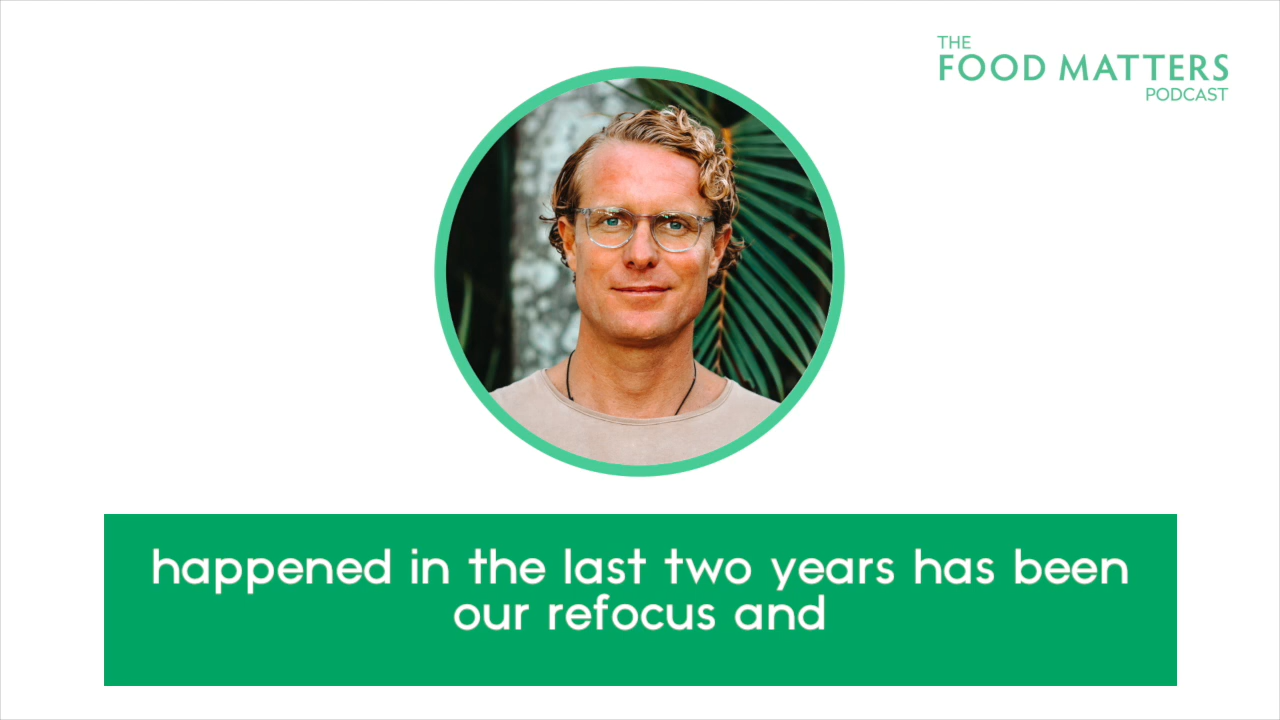 THE
FOOD MATTERS
PODCAST
happened in the last two years has been
our refocus and